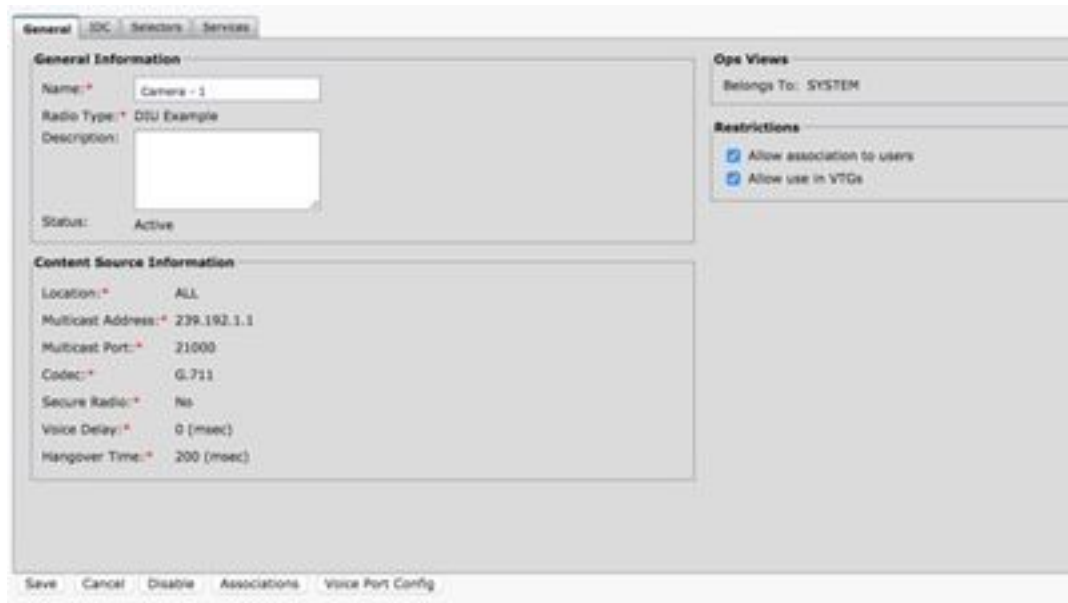 General IDC Selectors Services
General Information
Name:* Camera - 1
Radio Type:* DIU Example
Description:
Status: Active
Content Source Information
Location:* ALL
Multicast Address:* 239.192.1.1
Multicast Port:* 21000
Codec:* G.711
Secure Radio:* No
Voice Delay:* 0 (msec)
Hangover Time:* 200 (msec)
Ops Views
Belongs To: SYSTEM
Restrictions
Allow association to users
Allow use in VTGs
Save Cancel Disable Associations Voice Port Config